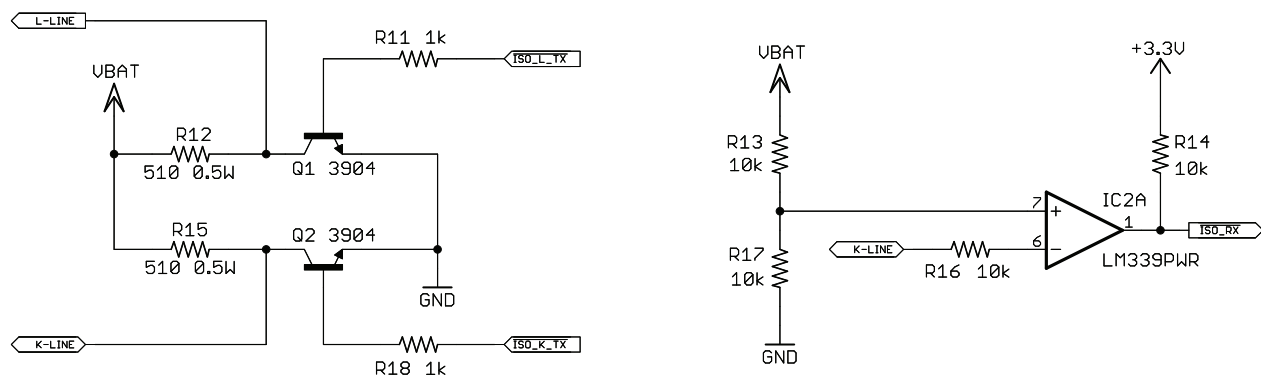 L-LINE
R11 1k
ISO_L_TX
VBAT
R12
510 0.5W
Q1 3904
R15
510 0.5W
Q2 3904
GND
K-LINE
R18 1k
ISO_K_TX
VBAT
+3.3V
R13
10k
R14
10k
7
+
IC2A
1
ISO_RX
6
-
K-LINE
R16 10k
LM339PWR
R17
10k
GND